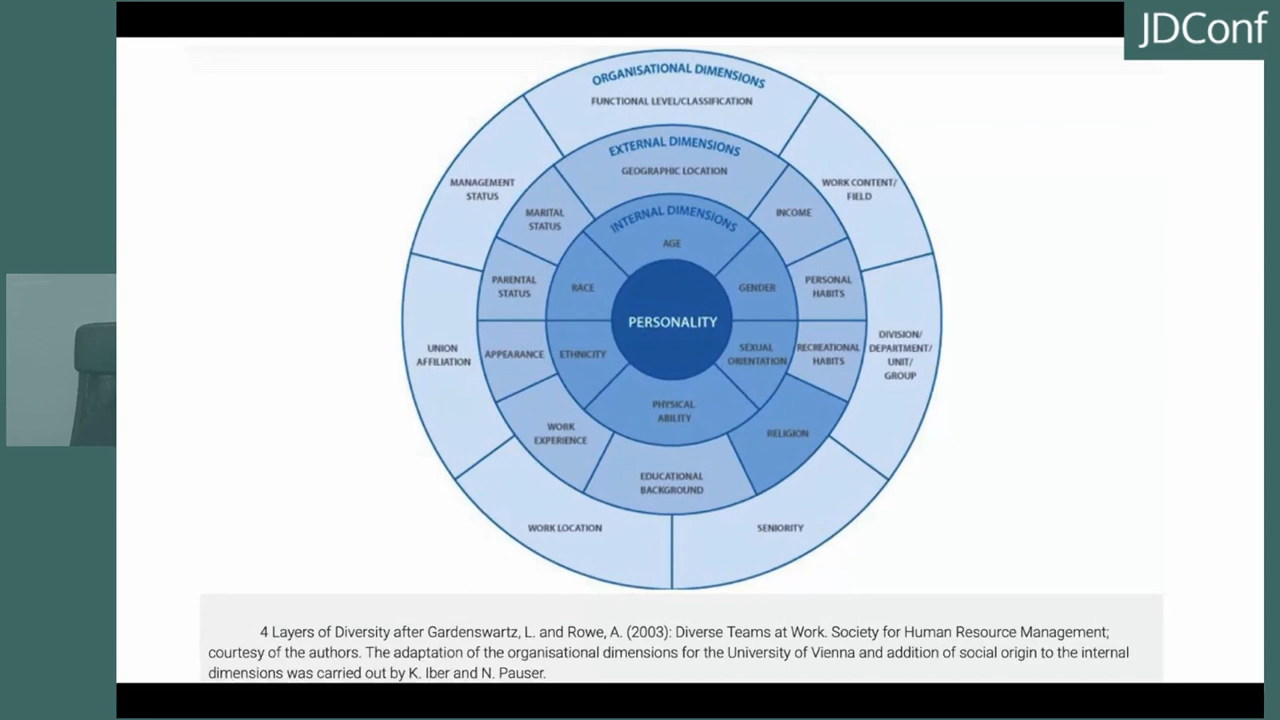 JDConf
ORGANISATIONAL DIMENSIONS
FUNCTIONAL LEVEL/CLASSIFICATION
EXTERNAL DIMENSIONS
GEOGRAPHIC LOCATION
MANAGEMENT
STATUS
WORK CONTENT/
FIELD
MARITAL
STATUS
INCOME
INTERNAL DIMENSIONS
AGE
PARENTAL
STATUS
RACE
GENDER
PERSONAL
HABITS
PERSONALITY
UNION
AFFILIATION
APPEARANCE
ETHNICITY
SEXUAL
ORIENTATION
RECREATIONAL
HABITS
DIVISION/
DEPARTMENT/
UNIT/
GROUP
PHYSICAL
ABILITY
WORK
EXPERIENCE
RELIGION
EDUCATIONAL
BACKGROUND
WORK LOCATION
SENIORITY
4 Layers of Diversity after Gardenswartz, L. and Rowe, A. (2003): Diverse Teams at Work. Society for Human Resource Management;
courtesy of the authors. The adaptation of the organisational dimensions for the University of Vienna and addition of social origin to the internal
dimensions was carried out by K. Iber and N. Pauser.